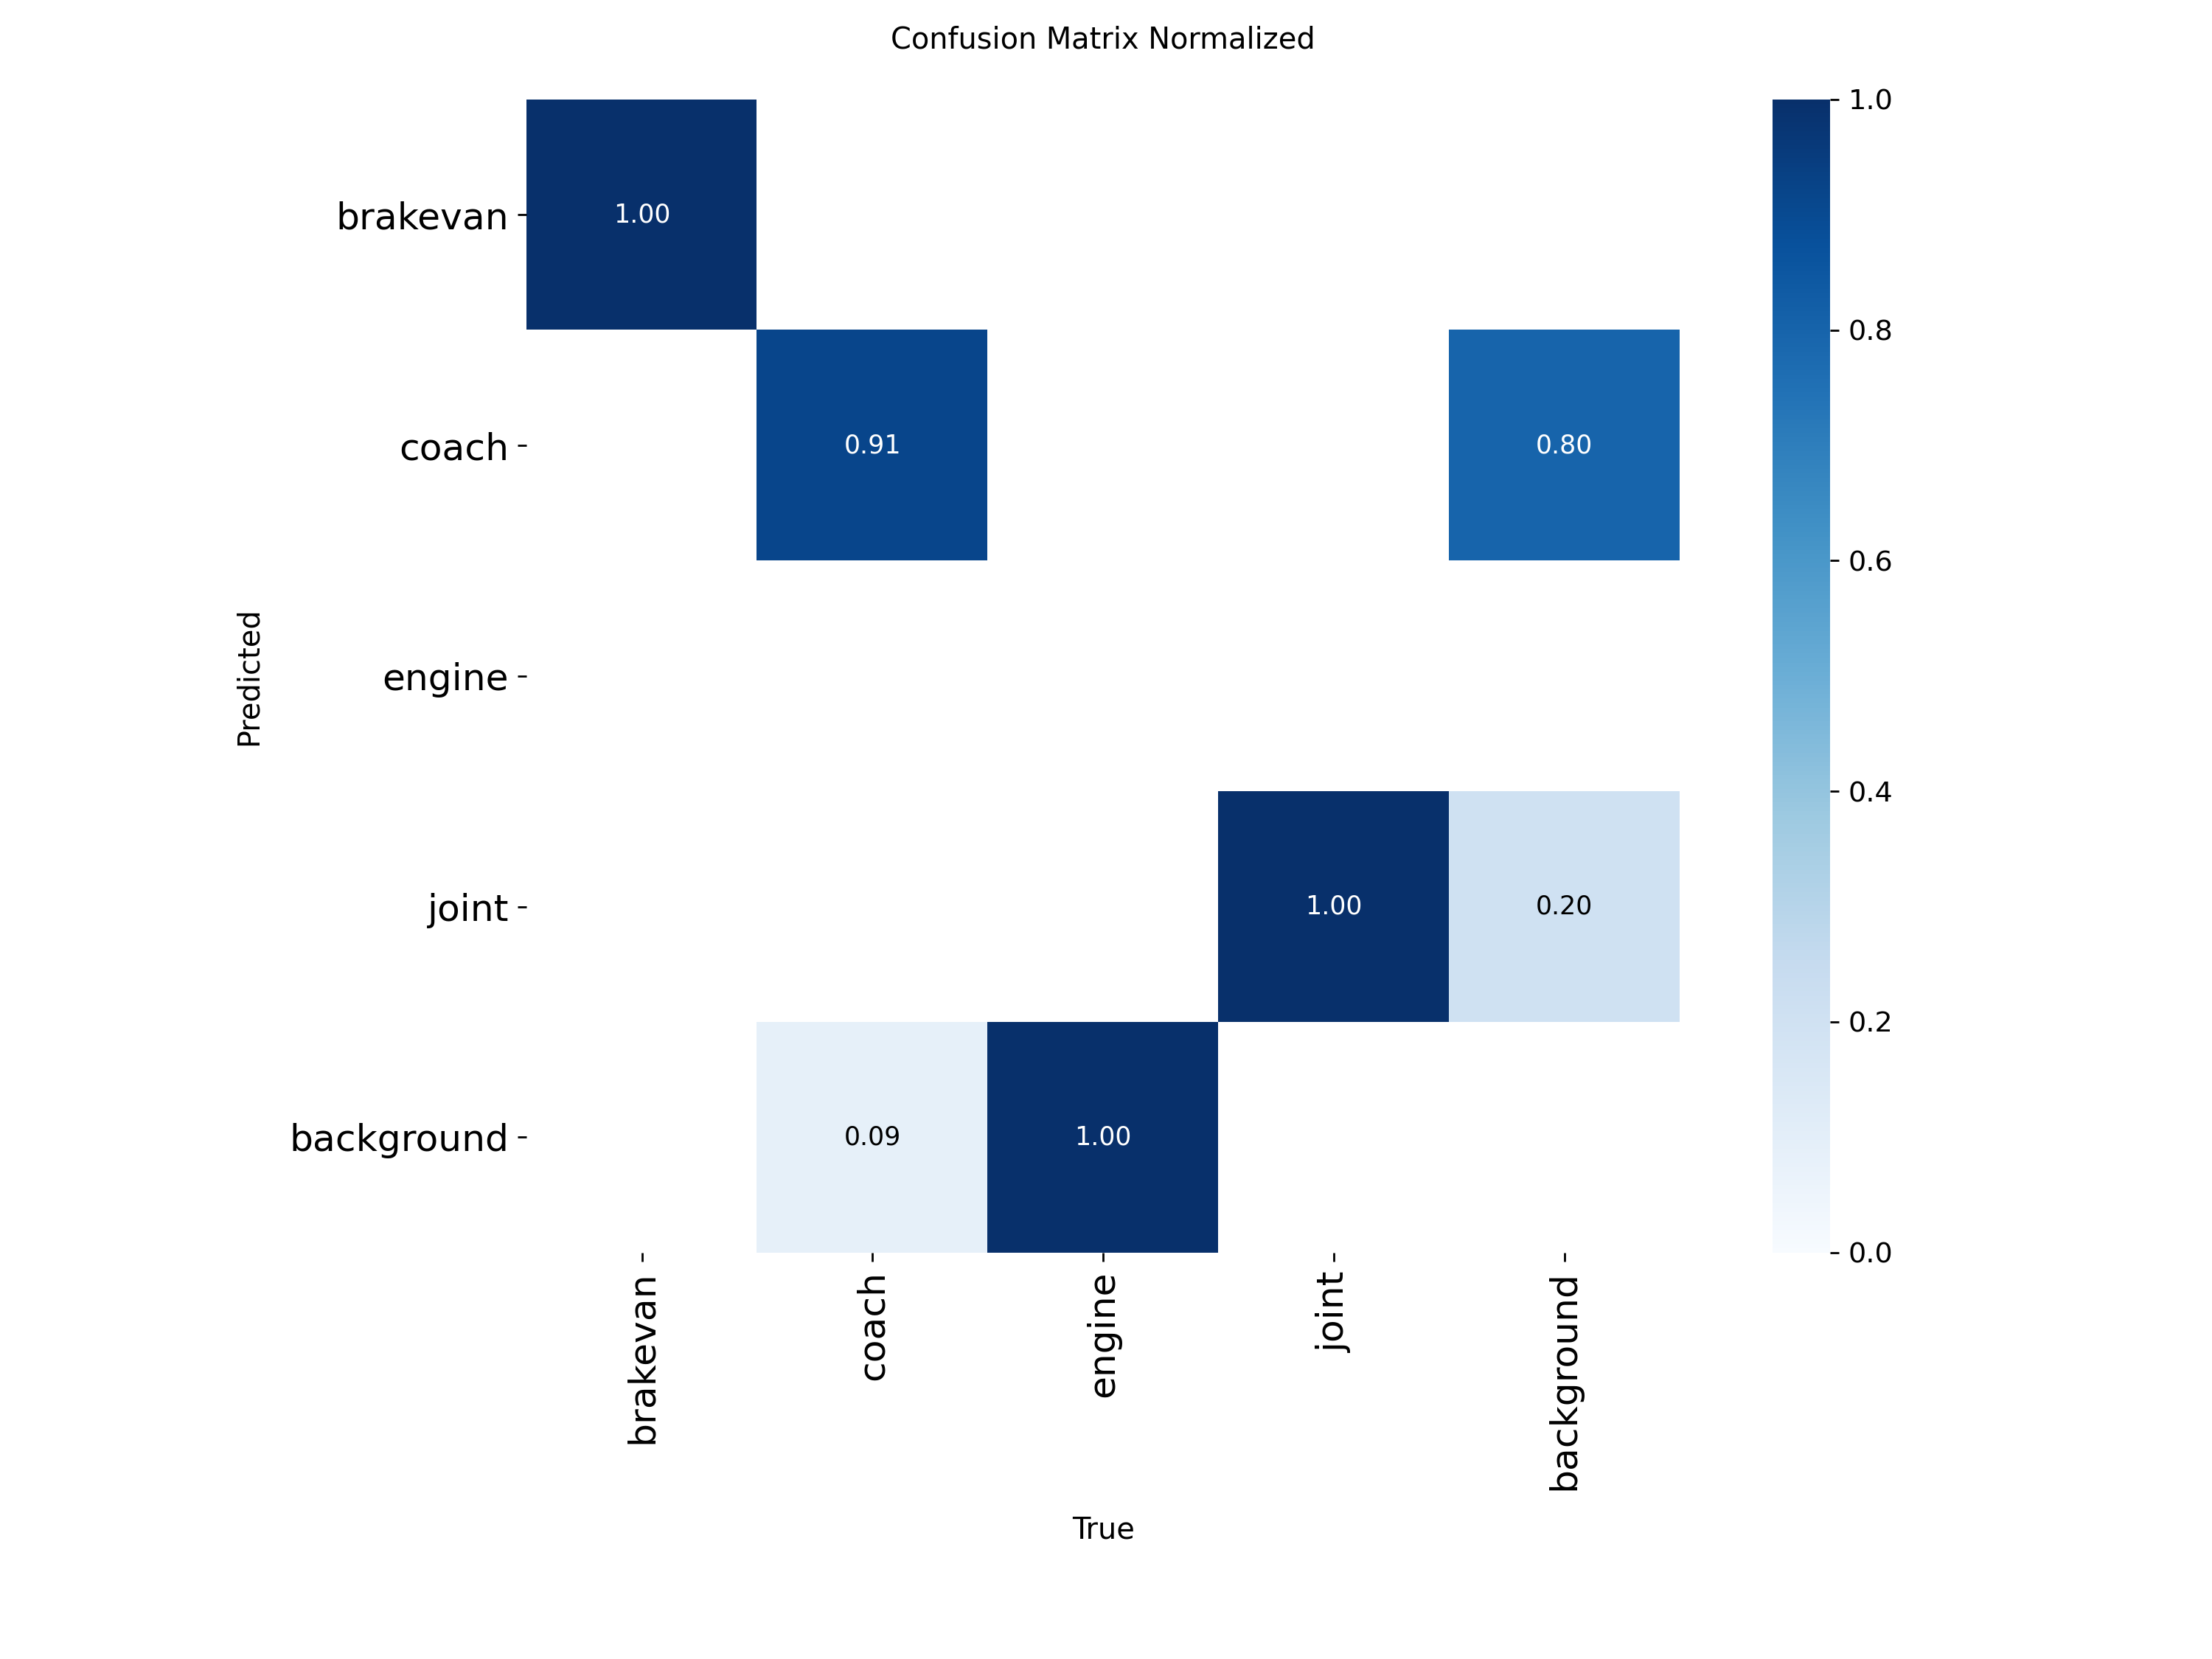 Confusion Matrix Normalized
brakevan
coach
engine
joint
background
Predicted
1.00
0.91
0.80
1.00
0.20
0.09
1.00
brakevan
coach
engine
joint
background
True
1.0
0.8
0.6
0.4
0.2
0.0